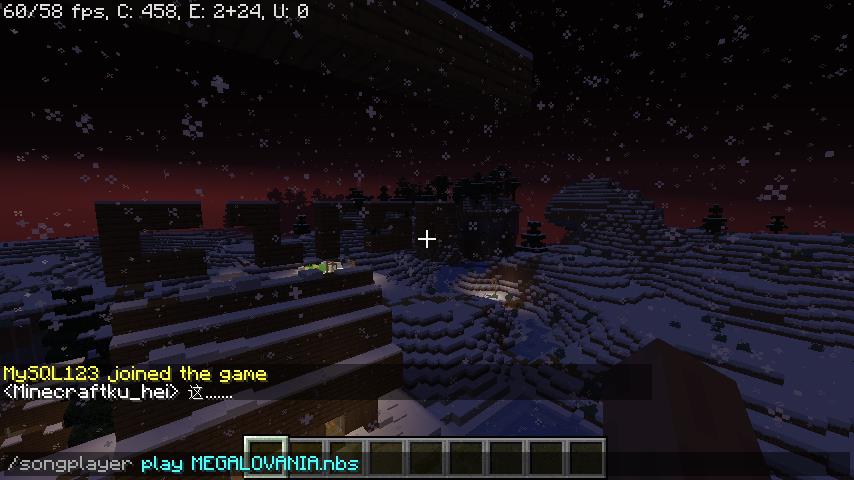 60/58 fps, C: 458, E: 2+24, U: 0
MySQL123 joined the game
<Minecraftku_hei> 这.......
/songplayer play MEGALOVANIA.nbs